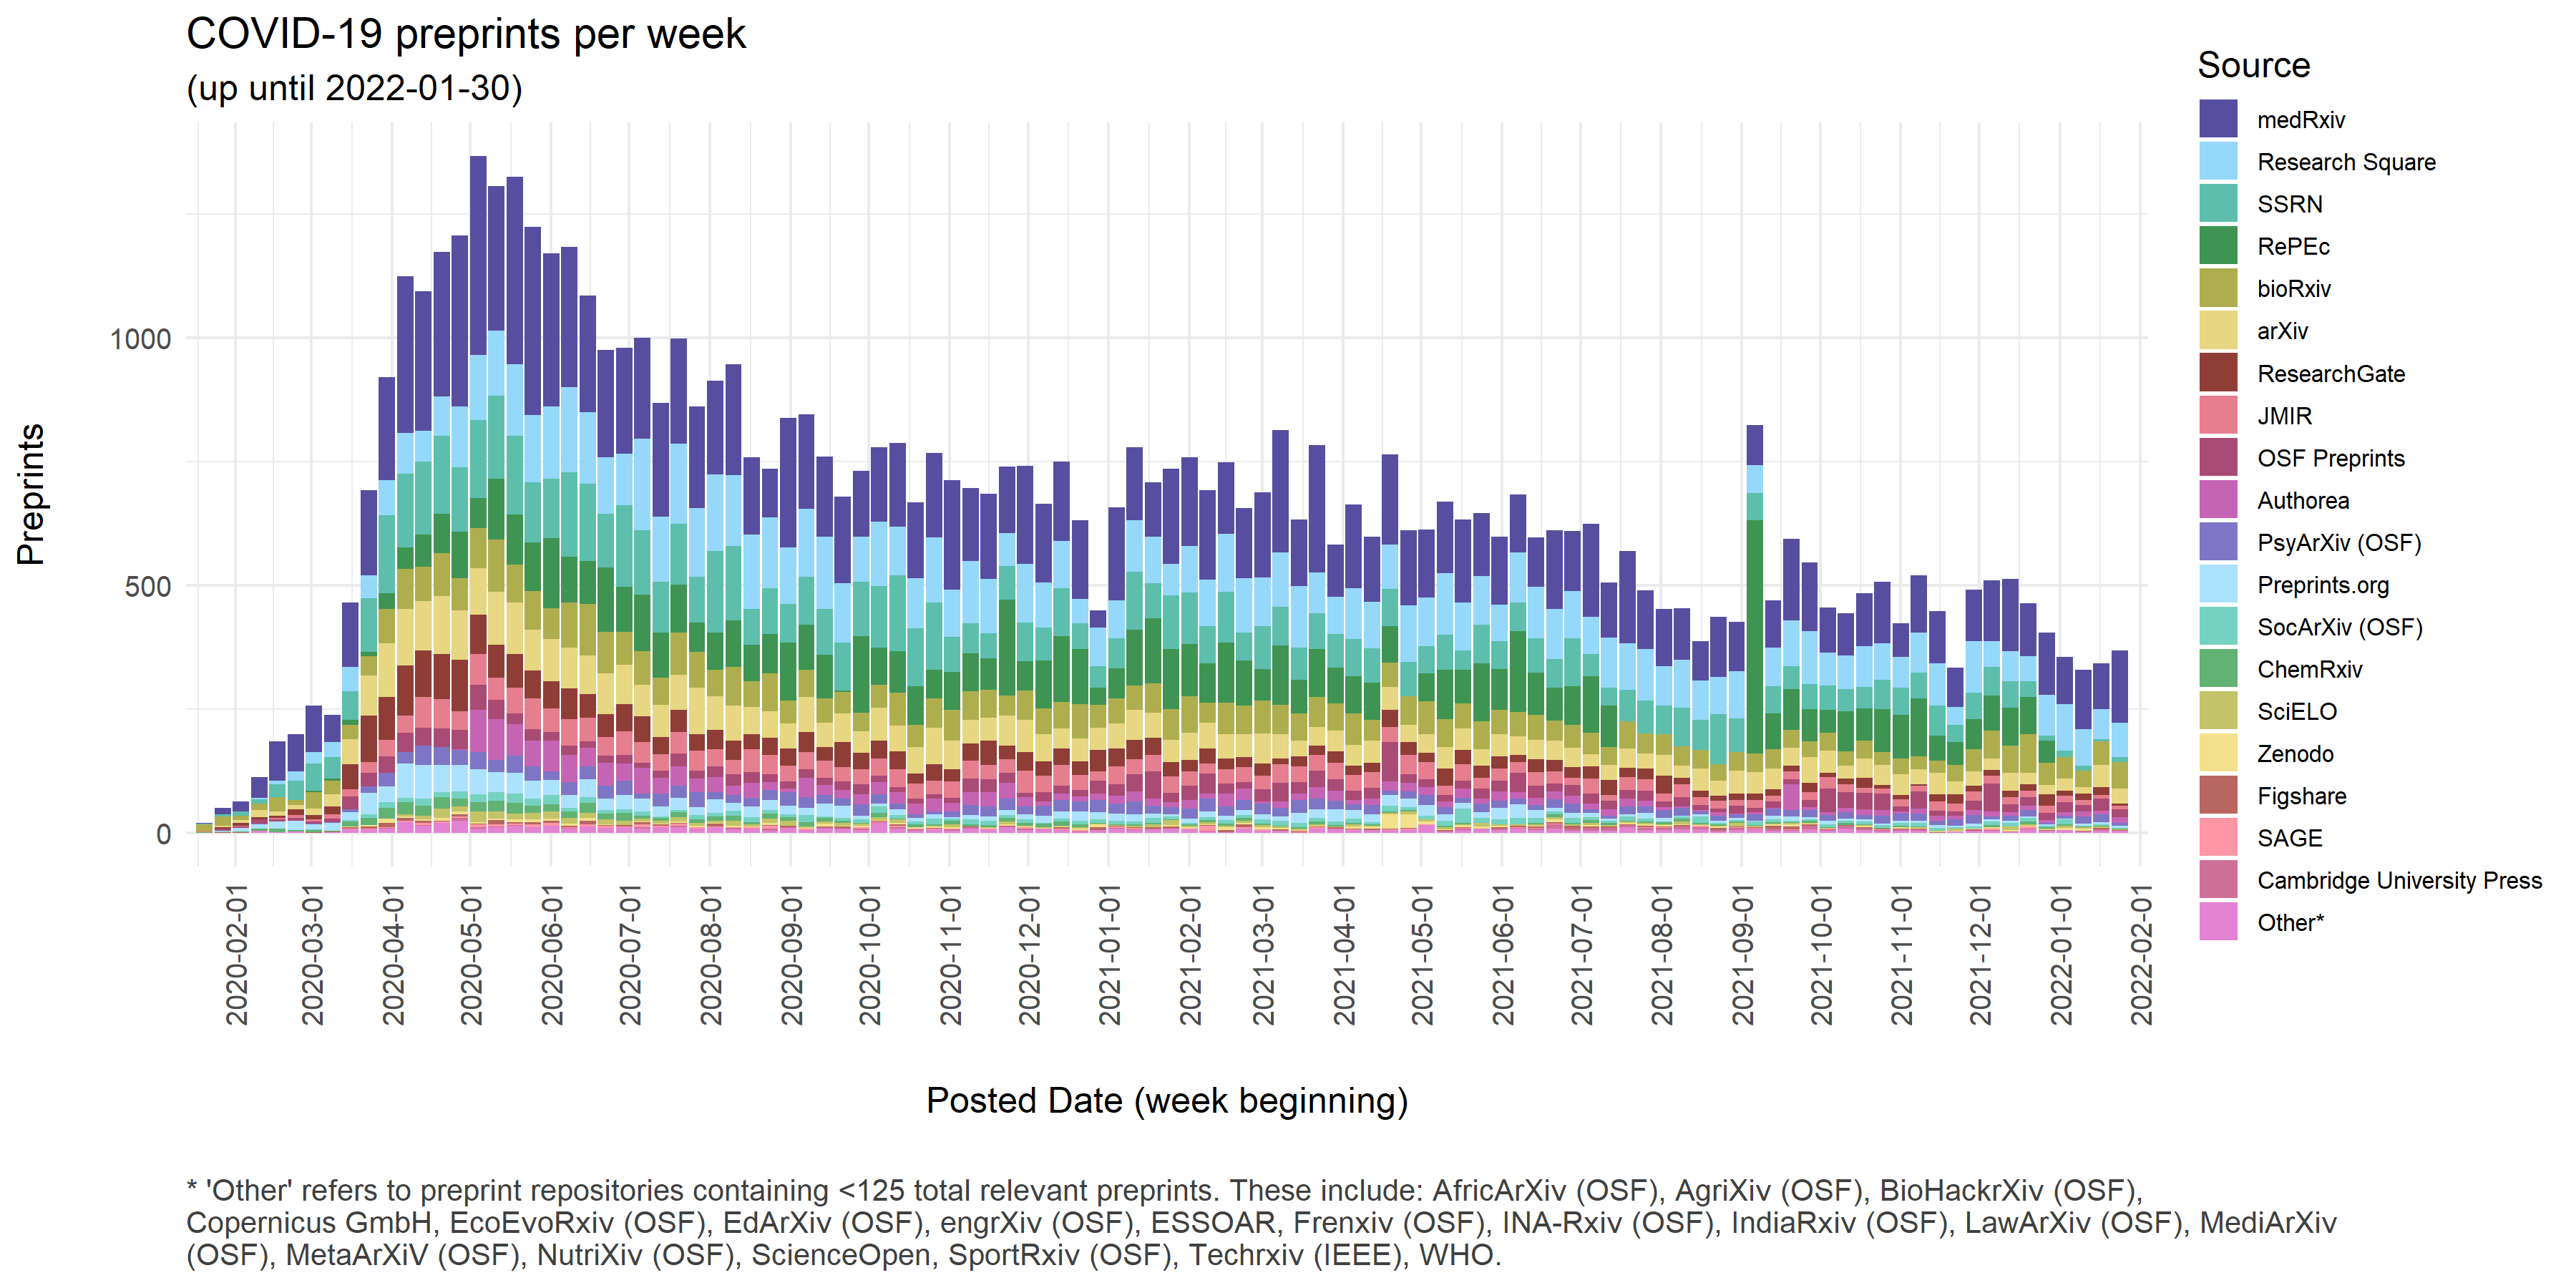 COVID-19 preprints per week
(up until 2022-01-30)
Preprints
1000
500
0
2020-02-01
2020-03-01
2020-04-01
2020-05-01
2020-06-01
2020-07-01
2020-08-01
2020-09-01
2020-10-01
2020-11-01
2020-12-01
2021-01-01
2021-02-01
2021-03-01
2021-04-01
2021-05-01
2021-06-01
2021-07-01
2021-08-01
2021-09-01
2021-10-01
2021-11-01
2021-12-01
2022-01-01
2022-02-01
Posted Date (week beginning)
Source
medRxiv
Research Square
SSRN
RePEc
bioRxiv
arXiv
ResearchGate
JMIR
OSF Preprints
Authorea
PsyArXiv (OSF)
Preprints.org
SocArXiv (OSF)
ChemRxiv
SciELO
Zenodo
Figshare
SAGE
Cambridge University Press
Other*
* 'Other' refers to preprint repositories containing <125 total relevant preprints. These include: AfricArXiv (OSF), AgriXiv (OSF), BioHackrXiv (OSF),
Copernicus GmbH, EcoEvoRxiv (OSF), EdArXiv (OSF), engrXiv (OSF), ESSOAR, Frenxiv (OSF), INA-Rxiv (OSF), IndiaRxiv (OSF), LawArXiv (OSF), MediArXiv
(OSF), MetaArXiV (OSF), NutriXiv (OSF), ScienceOpen, SportRxiv (OSF), Techrxiv (IEEE), WHO.